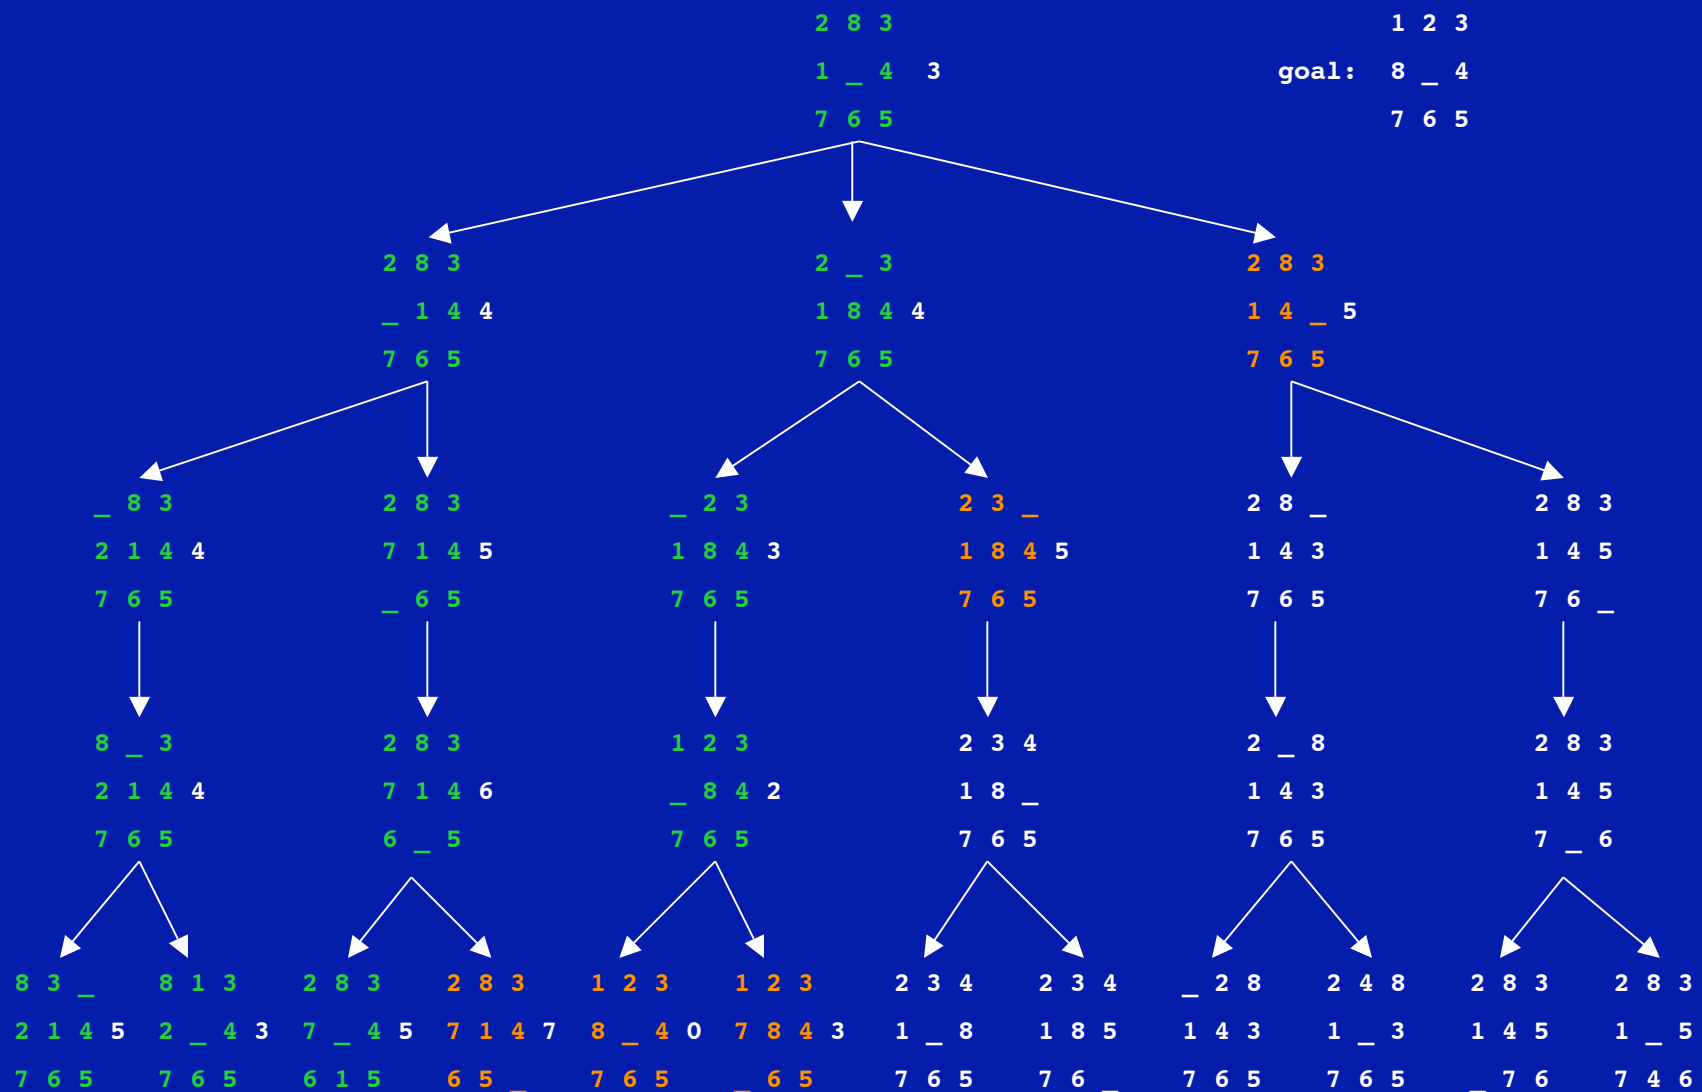 2 8 3 1 2 3
1 _ 4 3 goal: 8 _ 4
7 6 5 7 6 5
2 8 3 2 _ 3 2 8 3
_ 1 4 4 1 8 4 4 1 4 _ 5
7 6 5 7 6 5 7 6 5
_ 8 3 2 8 3 _ 2 3 2 3 _ 2 8 _ 2 8 3
2 1 4 4 7 1 4 5 1 8 4 3 1 8 4 5 1 4 3 1 4 5
7 6 5 _ 6 5 7 6 5 7 6 5 7 6 5 7 6 _
8 _ 3 2 8 3 1 2 3 2 3 4 2 _ 8 2 8 3
2 1 4 4 7 1 4 6 _ 8 4 2 1 8 _ 1 4 3 1 4 5
7 6 5 6 _ 5 7 6 5 7 6 5 7 6 5 7 _ 6
8 3 _ 8 1 3 2 8 3 2 8 3 1 2 3 1 2 3 2 3 4 2 3 4 _ 2 8 2 4 8 2 8 3 2 8 3
2 1 4 5 2 _ 4 3 7 _ 4 5 7 1 4 7 8 _ 4 0 7 8 4 3 1 _ 8 1 8 5 1 4 3 1 _ 3 1 4 5 1 _ 5
7 6 5 7 6 5 6 1 5 6 5 _ 7 6 5 _ 6 5 7 6 5 7 6 _ 7 6 5 7 6 5 _ 7 6 7 4 6